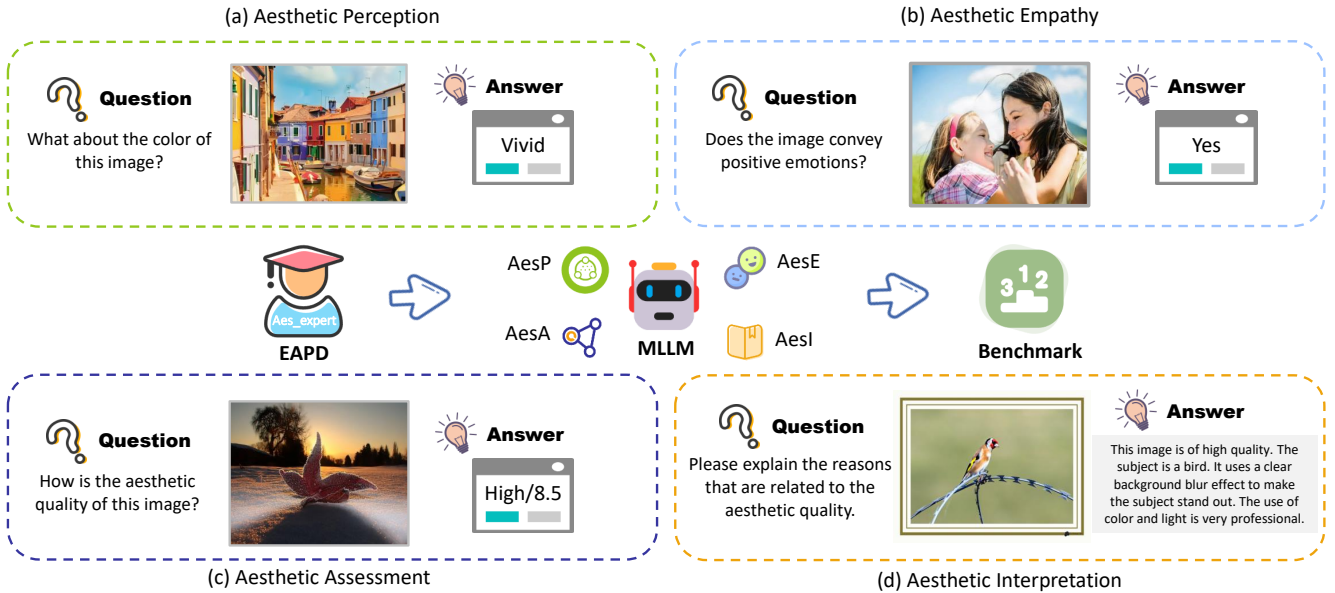 (a) Aesthetic Perception
(b) Aesthetic Empathy
Question
What about the color of
this image?
Answer
Vivid
Question
Does the image convey
positive emotions?
Answer
Yes
Aes_expert
EAPD
AesP
AesA
MLLM
AesE
AesI
3 1 2
Benchmark
Question
How is the aesthetic
quality of this image?
Answer
High/8.5
Question
Please explain the reasons
that are related to the
aesthetic quality.
Answer
This image is of high quality. The
subject is a bird. It uses a clear
background blur effect to make
the subject stand out. The use of
color and light is very professional.
(c) Aesthetic Assessment
(d) Aesthetic Interpretation